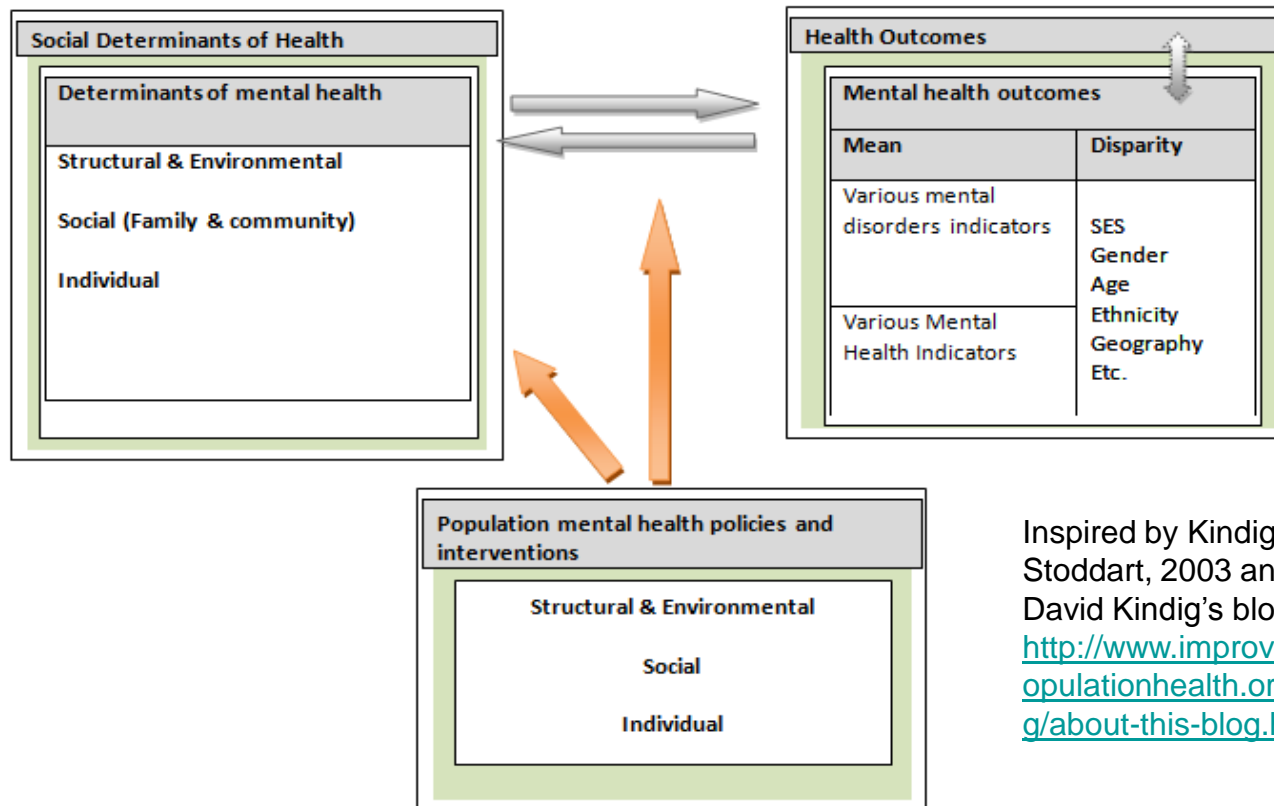 Social Determinants of Health
Determinants of mental health
Structural & Environmental
Social (Family & community)
Individual
Health Outcomes
Mental health outcomes
Mean
Disparity
Various mental
disorders indicators
Various Mental
Health Indicators
SES
Gender
Age
Ethnicity
Geography
Etc.
Population mental health policies and
interventions
Structural & Environmental
Social
Individual
Inspired by Kindig
Stoddart, 2003 an
David Kindig’s blo
http://www.improv
opulationhealth.or
g/about-this-blog.